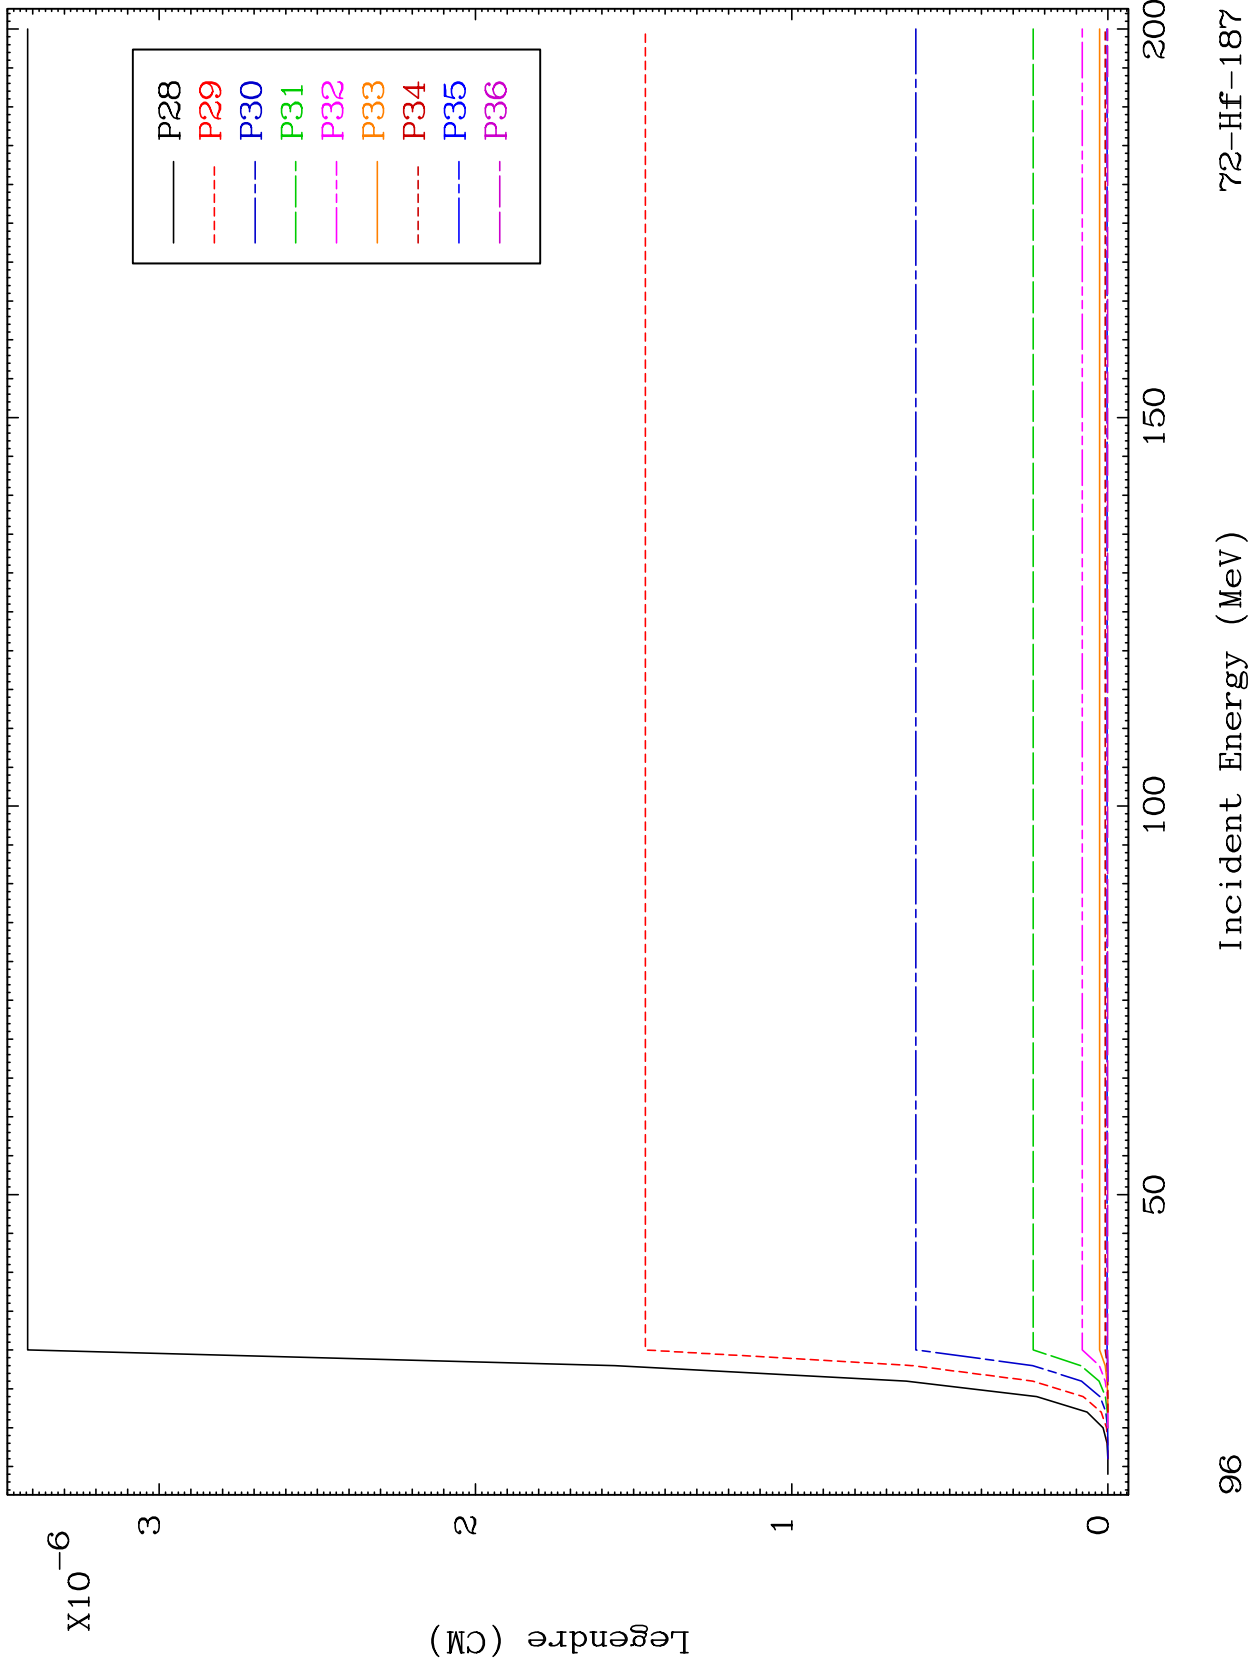 X10-6
3
2
1
0
Legendre (CM)
P28
P29
P30
P31
P32
P33
P34
P35
P36
50
100
150
200
96
Incident Energy (MeV)
72-Hf-187